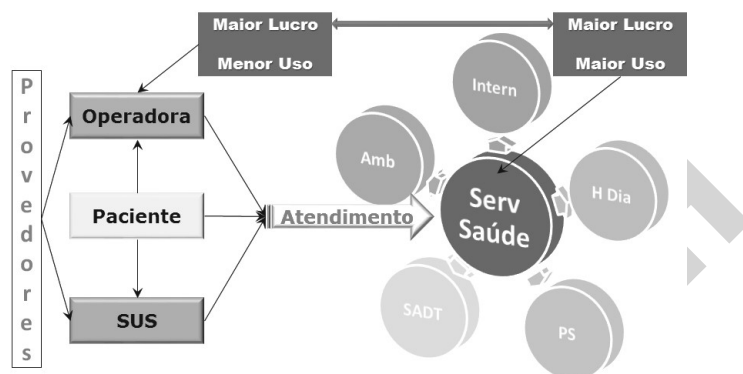 Maior Lucro
Menor Uso
Maior Lucro
Maior Uso
Provedores
Operadora
Paciente
SUS
Atendimento
Serv
Saúde
Intern
Amb
H Dia
SADT
PS